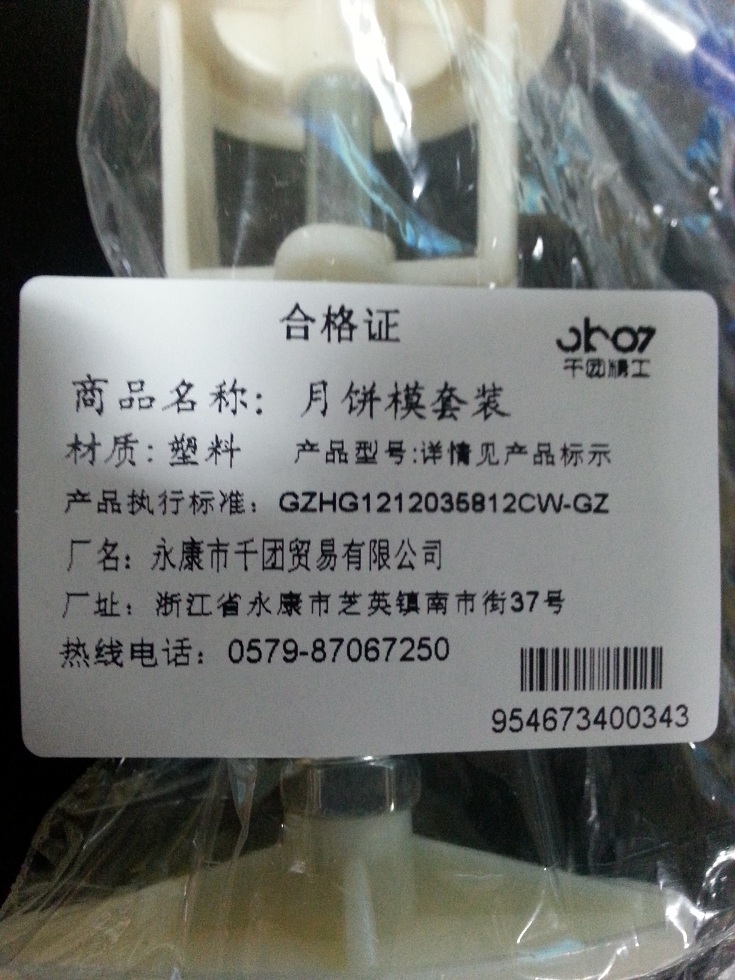 合格证
千团精工
商品名称：月饼模套装
材质：塑料 产品型号:详情见产品标示
产品执行标准：GZHG1212035812CW-GZ
厂名：永康市千团贸易有限公司
厂址：浙江省永康市芝英镇南市街37号
热线电话：0579-87067250
954673400343